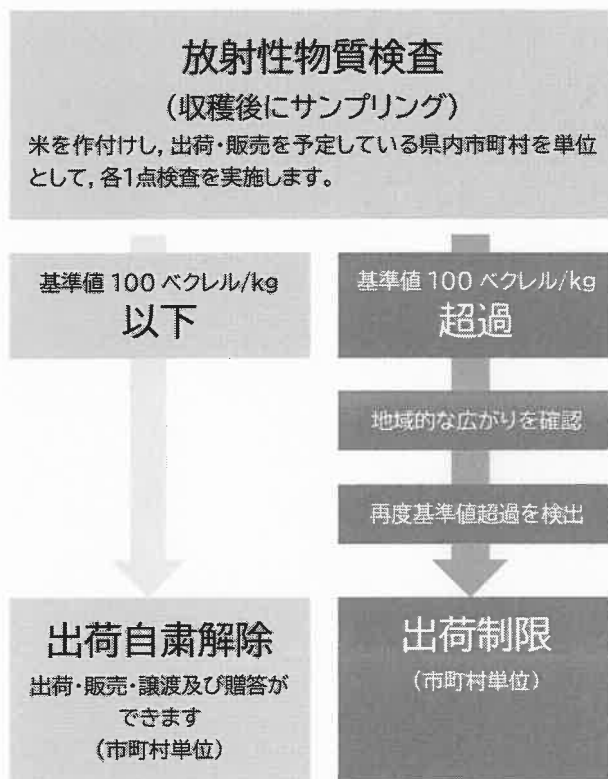 放射性物質検査
(収穫後にサンプリング)
米を作付けし,出荷・販売を予定している県内市町村を単位
として,各1点検査を実施します。
基準値 100 ベクレル/kg
以下
基準値 100 ベクレル/kg
超過
地域的な広がりを確認
再度基準値超過を検出
出荷自粛解除
出荷・販売・譲渡及び贈答が
できます
(市町村単位)
出荷制限
(市町村単位)